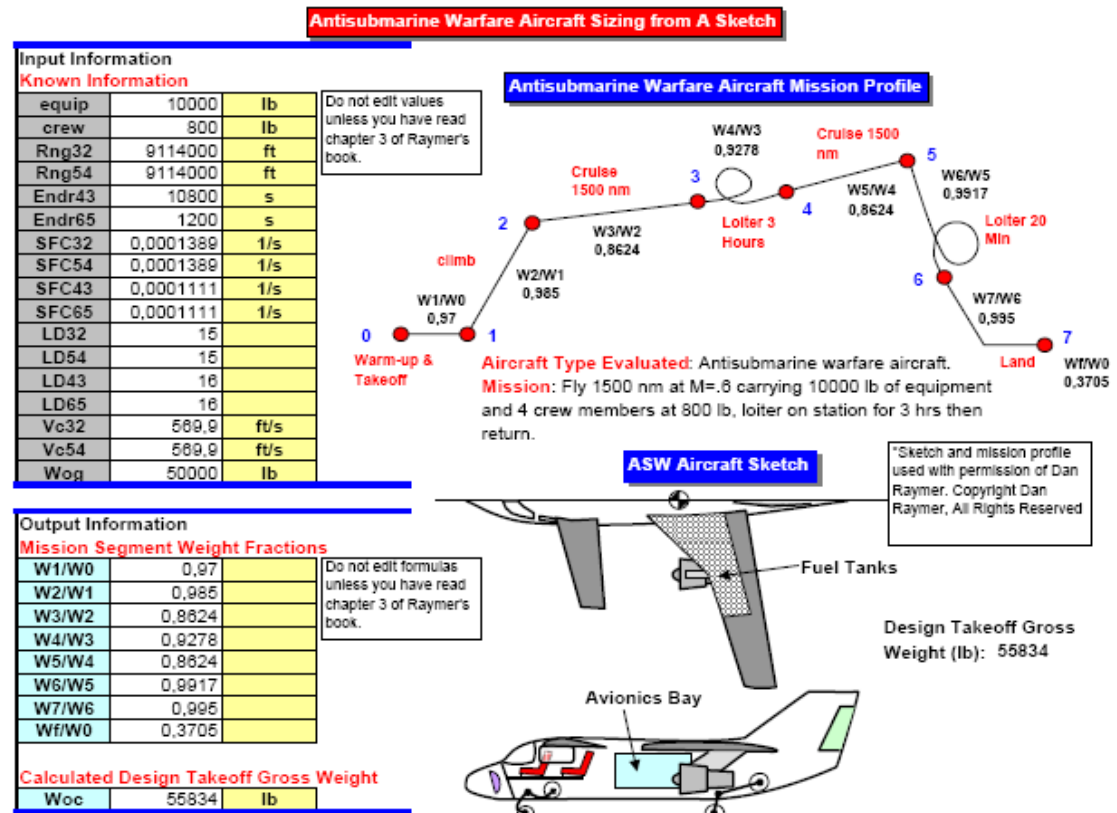 Antisubmarine Warfare Aircraft Sizing from A Sketch
Input Information
Known Information
equip 10000 lb
crew 800 lb
Rng32 9114000 ft
Rng54 9114000 ft
Endr43 10800 s
Endr65 1200 s
SFC32 0,0001389 1/s
SFC54 0,0001389 1/s
SFC43 0,0001111 1/s
SFC65 0,0001111 1/s
LD32 15
LD54 15
LD43 16
LD65 16
Vc32 569,9 ft/s
Vc54 569,9 ft/s
Wog 50000 lb
Do not edit values
unless you have read
chapter 3 of Raymer's
book.
Antisubmarine Warfare Aircraft Mission Profile
0
Warm-up &
Takeoff
W1/W0
0,97
1
climb
W2/W1
0,985
2
Cruise
1500 nm
W3/W2
0,8624
3
W4/W3
0,9278
Loiter 3
Hours
4
Cruise 1500
nm
W5/W4
0,8624
5
W6/W5
0,9917
Loiter 20
Min
6
W7/W6
0,995
Land
7
Wf/W0
0,3705
Aircraft Type Evaluated: Antisubmarine warfare aircraft.
Mission: Fly 1500 nm at M=.6 carrying 10000 lb of equipment
and 4 crew members at 800 lb, loiter on station for 3 hrs then
return.
ASW Aircraft Sketch
"Sketch and mission profile
used with permission of Dan
Raymer. Copyright Dan
Raymer, All Rights Reserved
Output Information
Mission Segment Weight Fractions
W1/W0 0,97
W2/W1 0,985
W3/W2 0,8624
W4/W3 0,9278
W5/W4 0,8624
W6/W5 0,9917
W7/W6 0,995
Wf/W0 0,3705
Do not edit formulas
unless you have read
chapter 3 of Raymer's
book.
Calculated Design Takeoff Gross Weight
Woc 55834 lb
Fuel Tanks
Design Takeoff Gross
Weight (lb): 55834
Avionics Bay